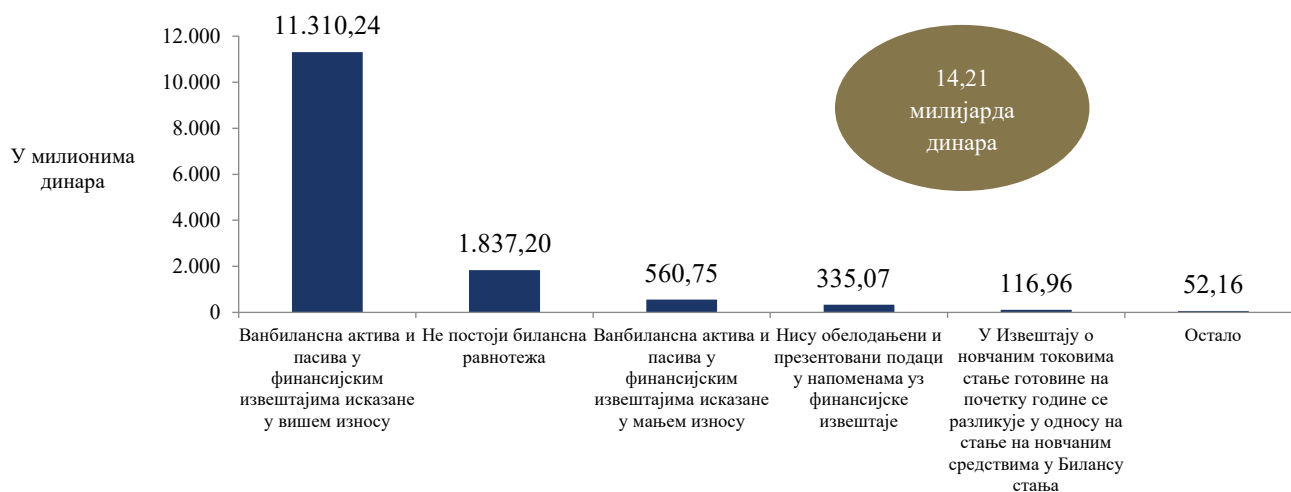 11.310,24
12.000
10.000
8.000
6.000
4.000
2.000
0
У милионима
динара
14,21
милијарда
динара
1.837,20
560,75
335,07
116,96
52,16
Ванбилансна актива и
пасива у
финансијским
извештајима исказане
у вишем износу
Не постоји билансна
равнотежа
Ванбилансна актива и
пасива у
финансијским
извештајима исказане
у мањем износу
Нису обелодањени и
презентовани подаци
у напоменама уз
финансијске
извештаје
У Извештају о
новчаним токовима
стање готовине на
почетку године се
разликује у односу на
стање на новчаним
средствима у Билансу
стања
Остало